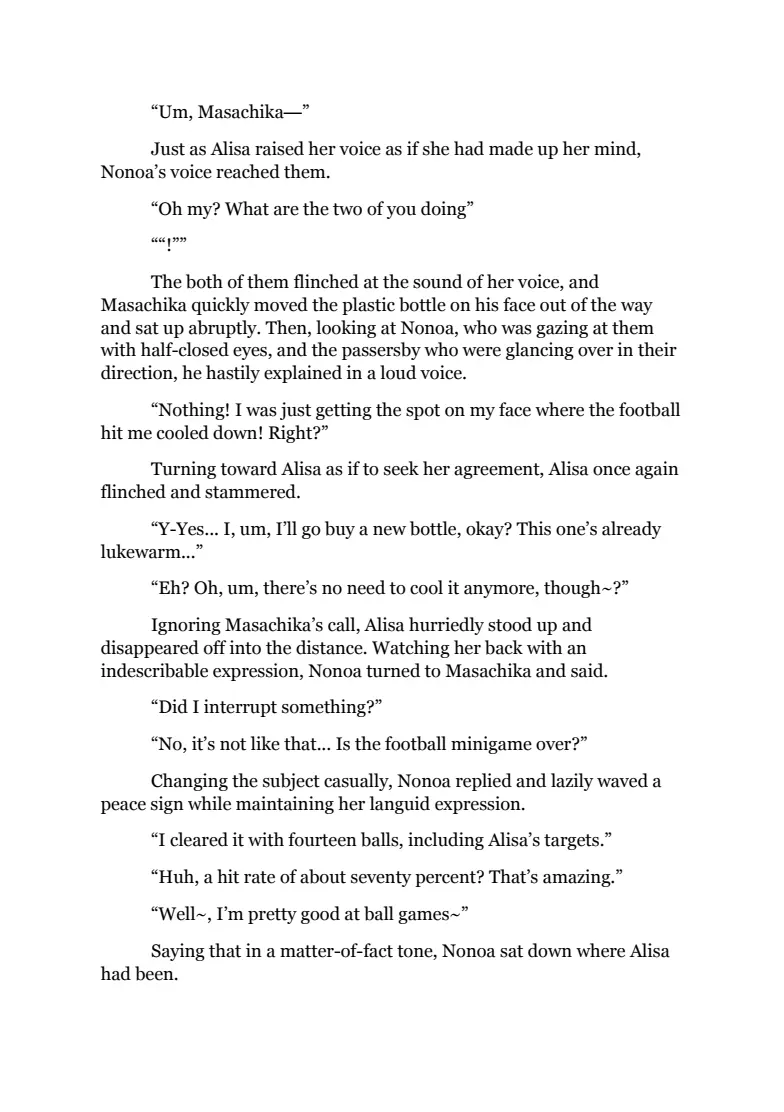 “Um, Masachika—”
Just as Alisa raised her voice as if she had made up her mind,
Nonoa’s voice reached them.
“Oh my? What are the two of you doing”
““!””
The both of them flinched at the sound of her voice, and
Masachika quickly moved the plastic bottle on his face out of the way
and sat up abruptly. Then, looking at Nonoa, who was gazing at them
with half-closed eyes, and the passersby who were glancing over in their
direction, he hastily explained in a loud voice.
“Nothing! I was just getting the spot on my face where the football
hit me cooled down! Right?”
Turning toward Alisa as if to seek her agreement, Alisa once again
flinched and stammered.
“Y-Yes... I, um, I’ll go buy a new bottle, okay? This one’s already
lukewarm...”
“Eh? Oh, um, there’s no need to cool it anymore, though~?”
Ignoring Masachika’s call, Alisa hurriedly stood up and
disappeared off into the distance. Watching her back with an
indescribable expression, Nonoa turned to Masachika and said.
“Did I interrupt something?”
“No, it’s not like that... Is the football minigame over?”
Changing the subject casually, Nonoa replied and lazily waved a
peace sign while maintaining her languid expression.
“I cleared it with fourteen balls, including Alisa’s targets.”
“Huh, a hit rate of about seventy percent? That’s amazing.”
“Well~, I’m pretty good at ball games~”
Saying that in a matter-of-fact tone, Nonoa sat down where Alisa
had been.